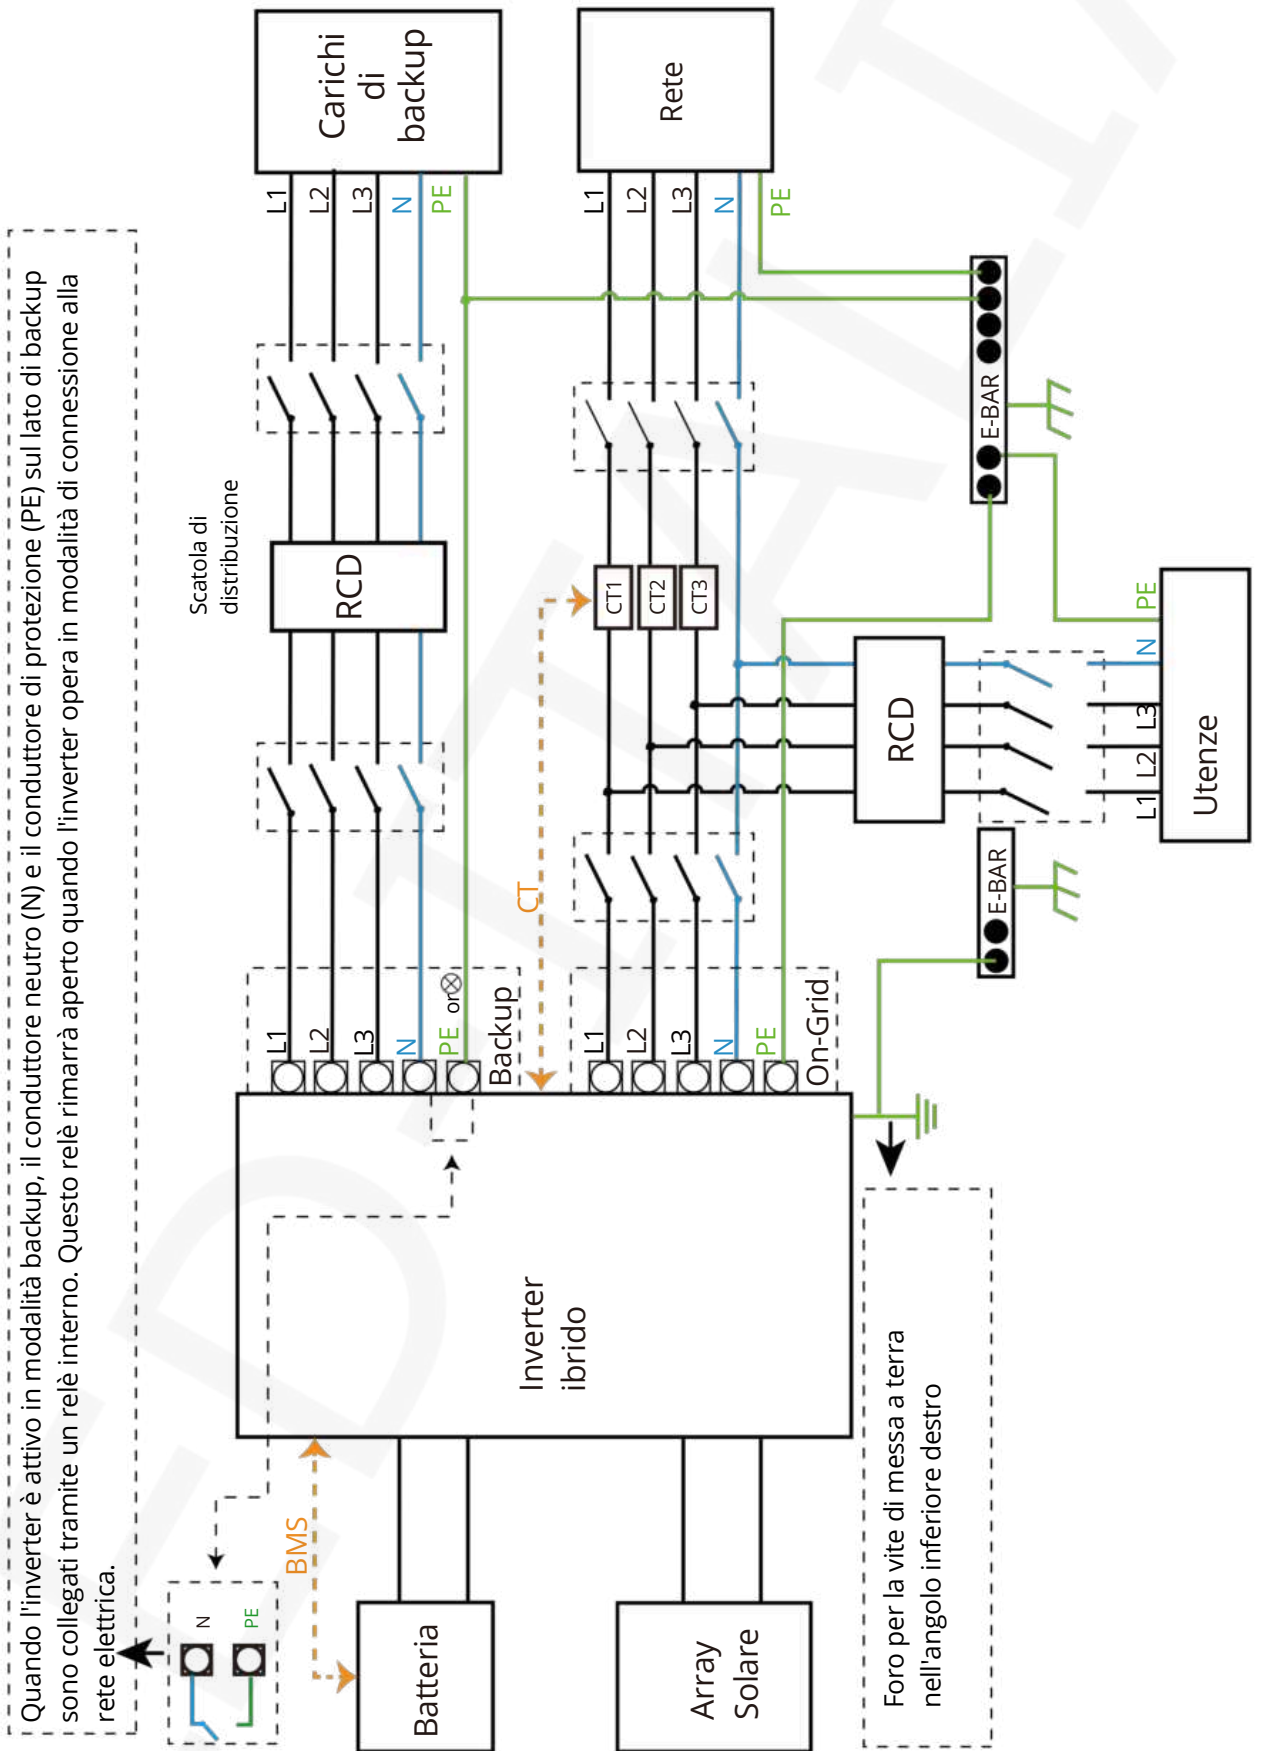 Quando l'inverter è attivo in modalità backup, il conduttore neutro (N) e il conduttore di protezione (PE) sul lato di backup
sono collegati tramite un relè interno. Questo relè rimarrà aperto quando l'inverter opera in modalità di connessione alla
rete elettrica.
N
PE
BMS
Batteria
Array
Solare
Inverter
ibrido
L1
L2
L3
N
PE or
Backup
CT
L1
L2
L3
N
PE
On-Grid
Scatola di
distribuzione
RCD
L1
L2
L3
N
PE
Carichi
di
backup
CT1
CT2
CT3
L1
L2
L3
N
PE
Rete
E-BAR
E-BAR
RCD
L1
L2
L3
N
PE
Utenze
Foro per la vite di messa a terra
nell'angolo inferiore destro